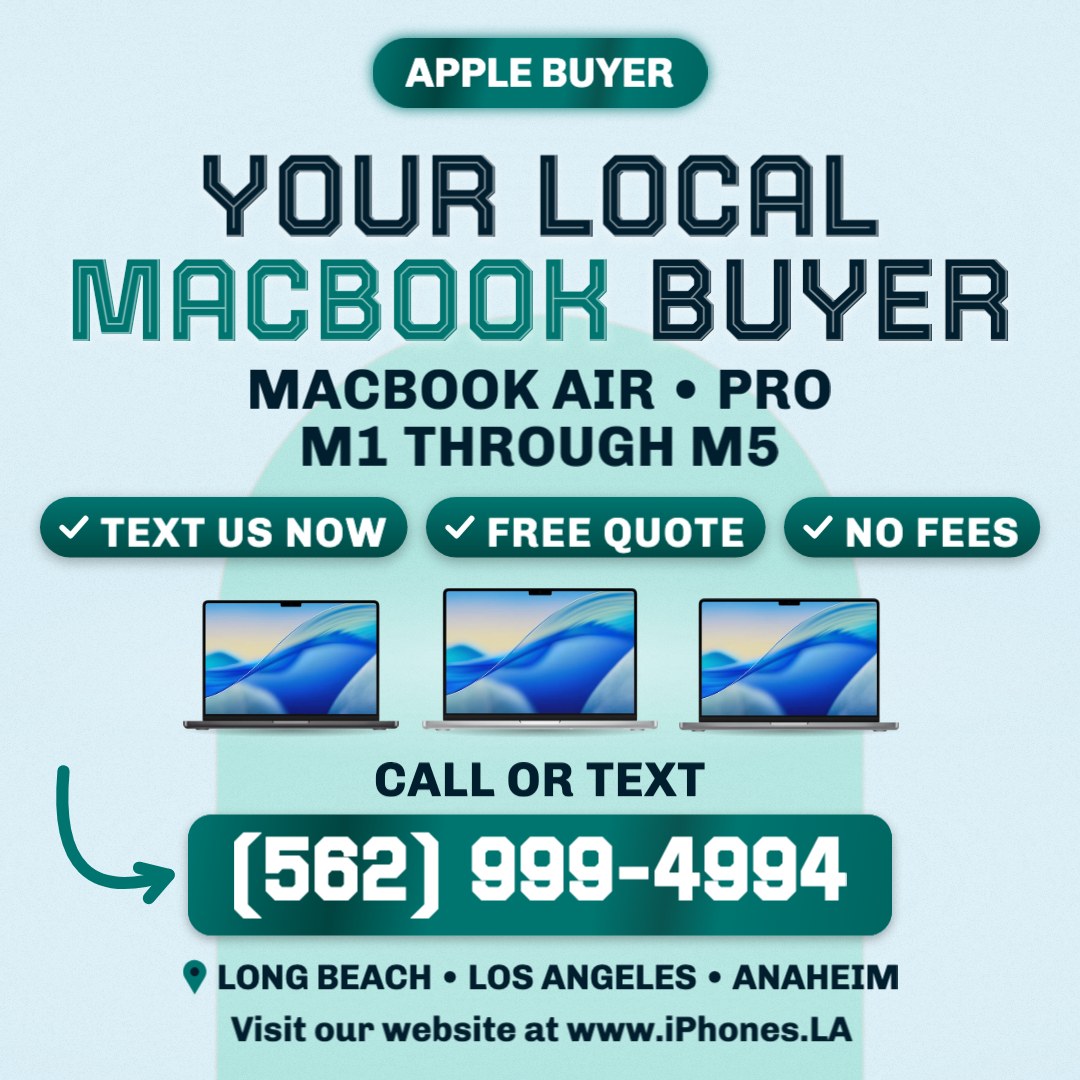 APPLE BUYER
YOUR LOCAL
MACBOOK BUYER
MACBOOK AIR • PRO
M1 THROUGH M5
TEXT US NOW
FREE QUOTE
NO FEES
CALL OR TEXT
(562) 999-4994
LONG BEACH • LOS ANGELES • ANAHEIM
Visit our website at www.iPhones.LA